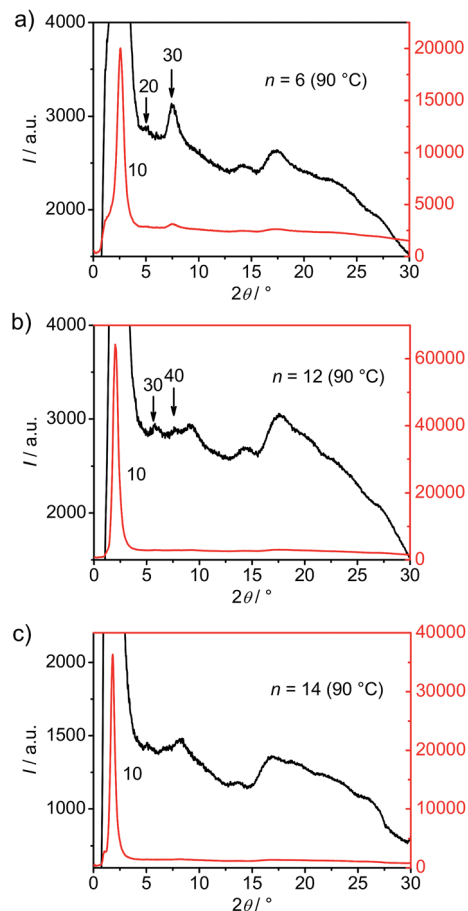 a)
n = 6 (90 °C)
20
30
10
I / a.u.
4000
3000
2000
20000
15000
10000
5000
0
0 5 10 15 20 25 30
2θ / °
b)
n = 12 (90 °C)
30 40
10
I / a.u.
4000
3000
2000
60000
40000
20000
0
0 5 10 15 20 25 30
2θ / °
c)
n = 14 (90 °C)
10
I / a.u.
2000
1500
1000
40000
30000
20000
10000
0
0 5 10 15 20 25 30
2θ / °